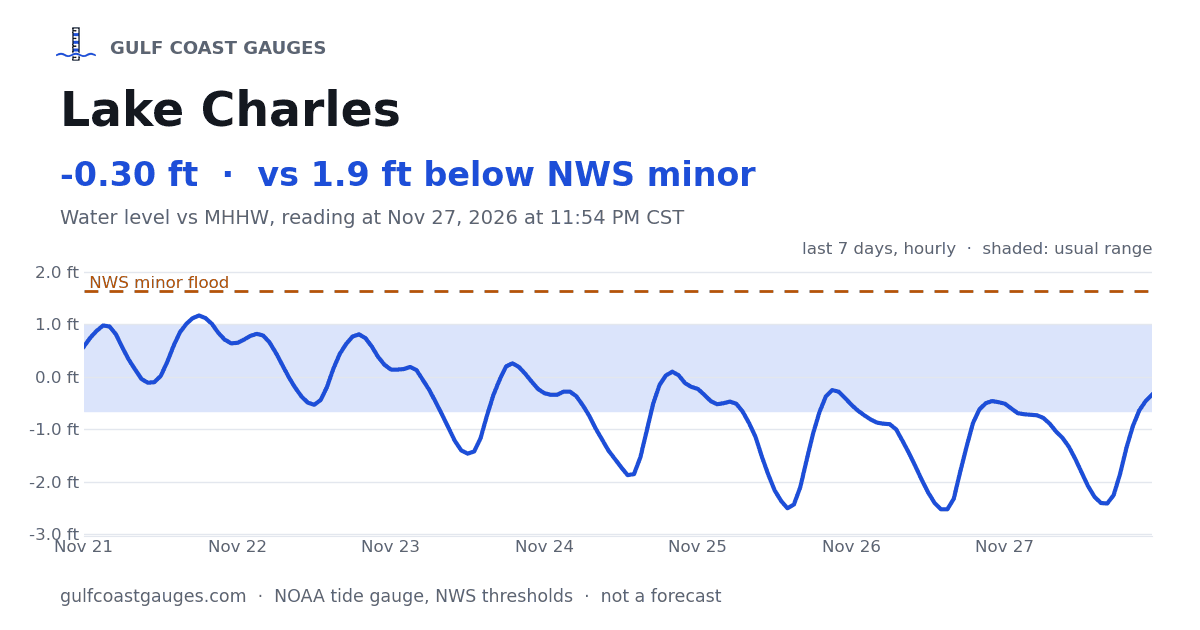 GULF COAST GAUGES
Lake Charles
-0.30 ft · vs 1.9 ft below NWS minor
Water level vs MHHW, reading at Nov 27, 2026 at 11:54 PM CST
last 7 days, hourly · shaded: usual range
2.0 ft
NWS minor flood
1.0 ft
0.0 ft
-1.0 ft
-2.0 ft
-3.0 ft
Nov 21 Nov 22 Nov 23 Nov 24 Nov 25 Nov 26 Nov 27
gulfcoastgauges.com · NOAA tide gauge, NWS thresholds · not a forecast